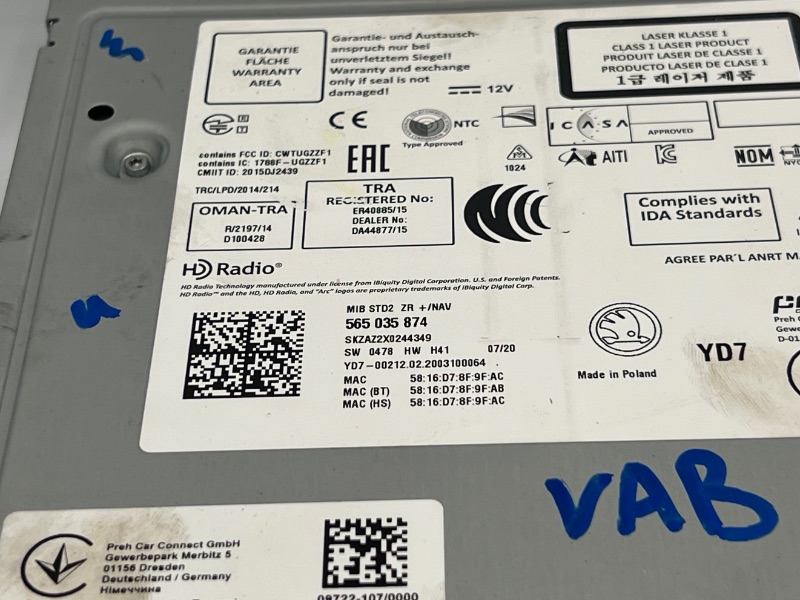 GARANTIE
FLÄCHE
WARRANTY
AREA
Garantie- und Austausch-
anspruch nur bei
unverletztem Siegel!
Warranty and exchange
only if seal is not
damaged!
12V
LASER KLASSE 1
CLASS 1 LASER PRODUCT
PRODUIT LASER DE CLASSE 1
PRODUCTO LASER DE CLASE 1
1급 레이저 제품
CE
NTC
Type Approved
ICASA
APPROVED
contains FCC ID: CWTUGZZF1
contains IC: 1788F-UGZZF1
CMIIT ID: 2015DJ2439
EAC
1024
AITI
NOM
NYC
TRC/LPD/2014/214
OMAN-TRA
R/2197/14
D100428
TRA
REGISTERED No:
ER40885/15
DEALER No:
DA44877/15
Complies with
IDA Standards
AGREE PAR'L ANRT M
HD Radio®
HD Radio Technology manufactured under license from iBiquity Digital Corporation. U.S. and Foreign Patents.
HD Radio™ and the HD, HD Radio, and "Arc" logos are proprietary trademarks of iBiquity Digital Corp.
MIB STD2 ZR +/NAV
565 035 874
SKZAZ2X0244349
SW 0478 HW H41 07/20
YD7-00212.02.2003100064
MAC 58:16:D7:8F:9F:AC
MAC (BT) 58:16:D7:8F:9F:AB
MAC (HS) 58:16:D7:8F:9F:AC
Made in Poland
YD7
Preh C
Gewe
D-01
VAB
Preh Car Connect GmbH
Gewerbepark Merbitz 5
01156 Dresden
Deutschland / Germany
Німеччина
09722-107/0000